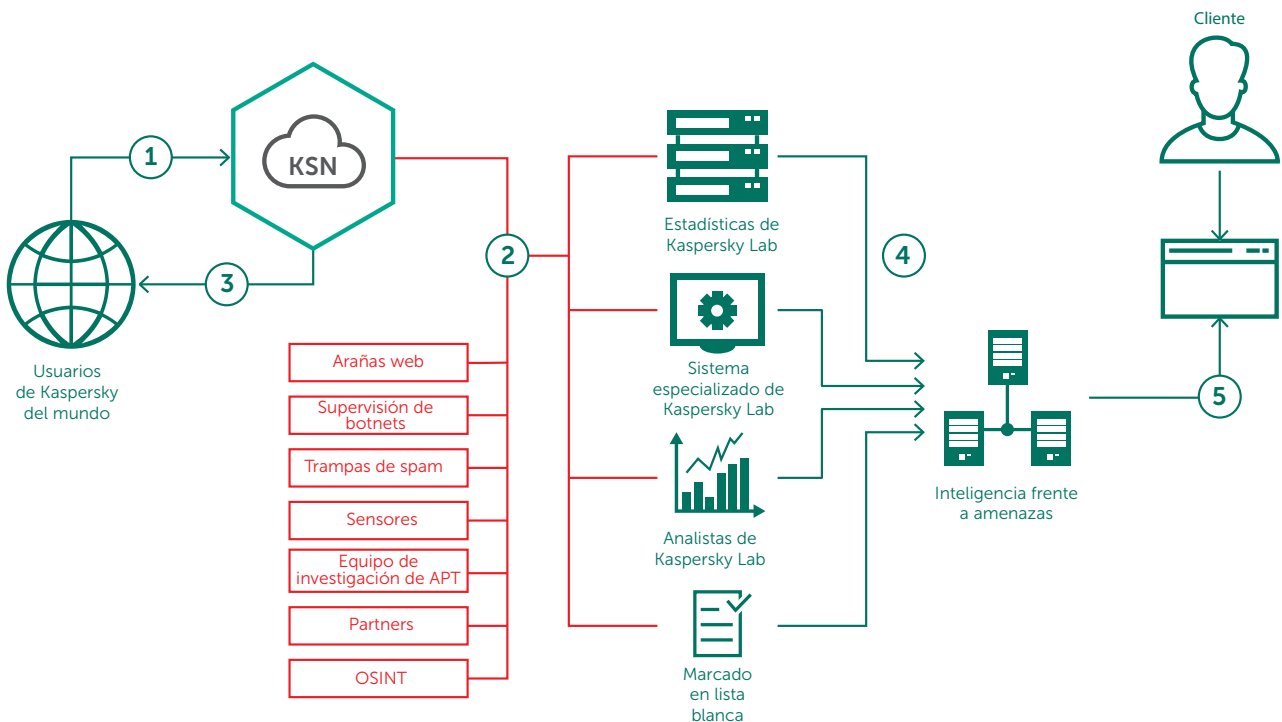 Cliente
1
KSN
2
3
4
5
Usuarios
de Kaspersky
del mundo
Arañas web
Supervisión de
botnets
Trampas de spam
Sensores
Equipo de
investigación de APT
Partners
OSINT
Estadísticas de
Kaspersky Lab
Sistema
especializado de
Kaspersky Lab
Analistas de
Kaspersky Lab
Marcado
en lista
blanca
Inteligencia frente
a amenazas